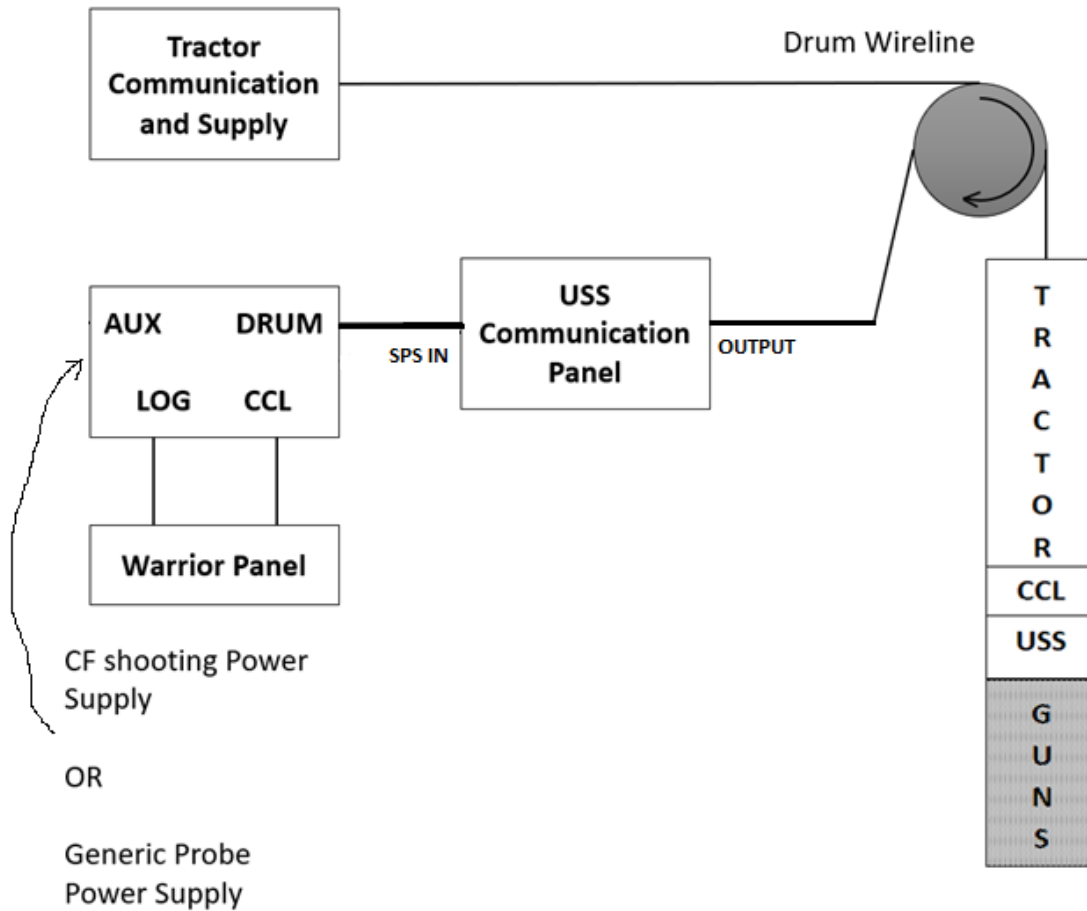 Tractor
Communication
and Supply
Drum Wireline
AUX DRUM
LOG CCL
SPS IN
USS
Communication
Panel
OUTPUT
Warrior Panel
CF shooting Power
Supply
OR
Generic Probe
Power Supply
T
R
A
C
T
O
R
CCL
USS
G
U
N
S